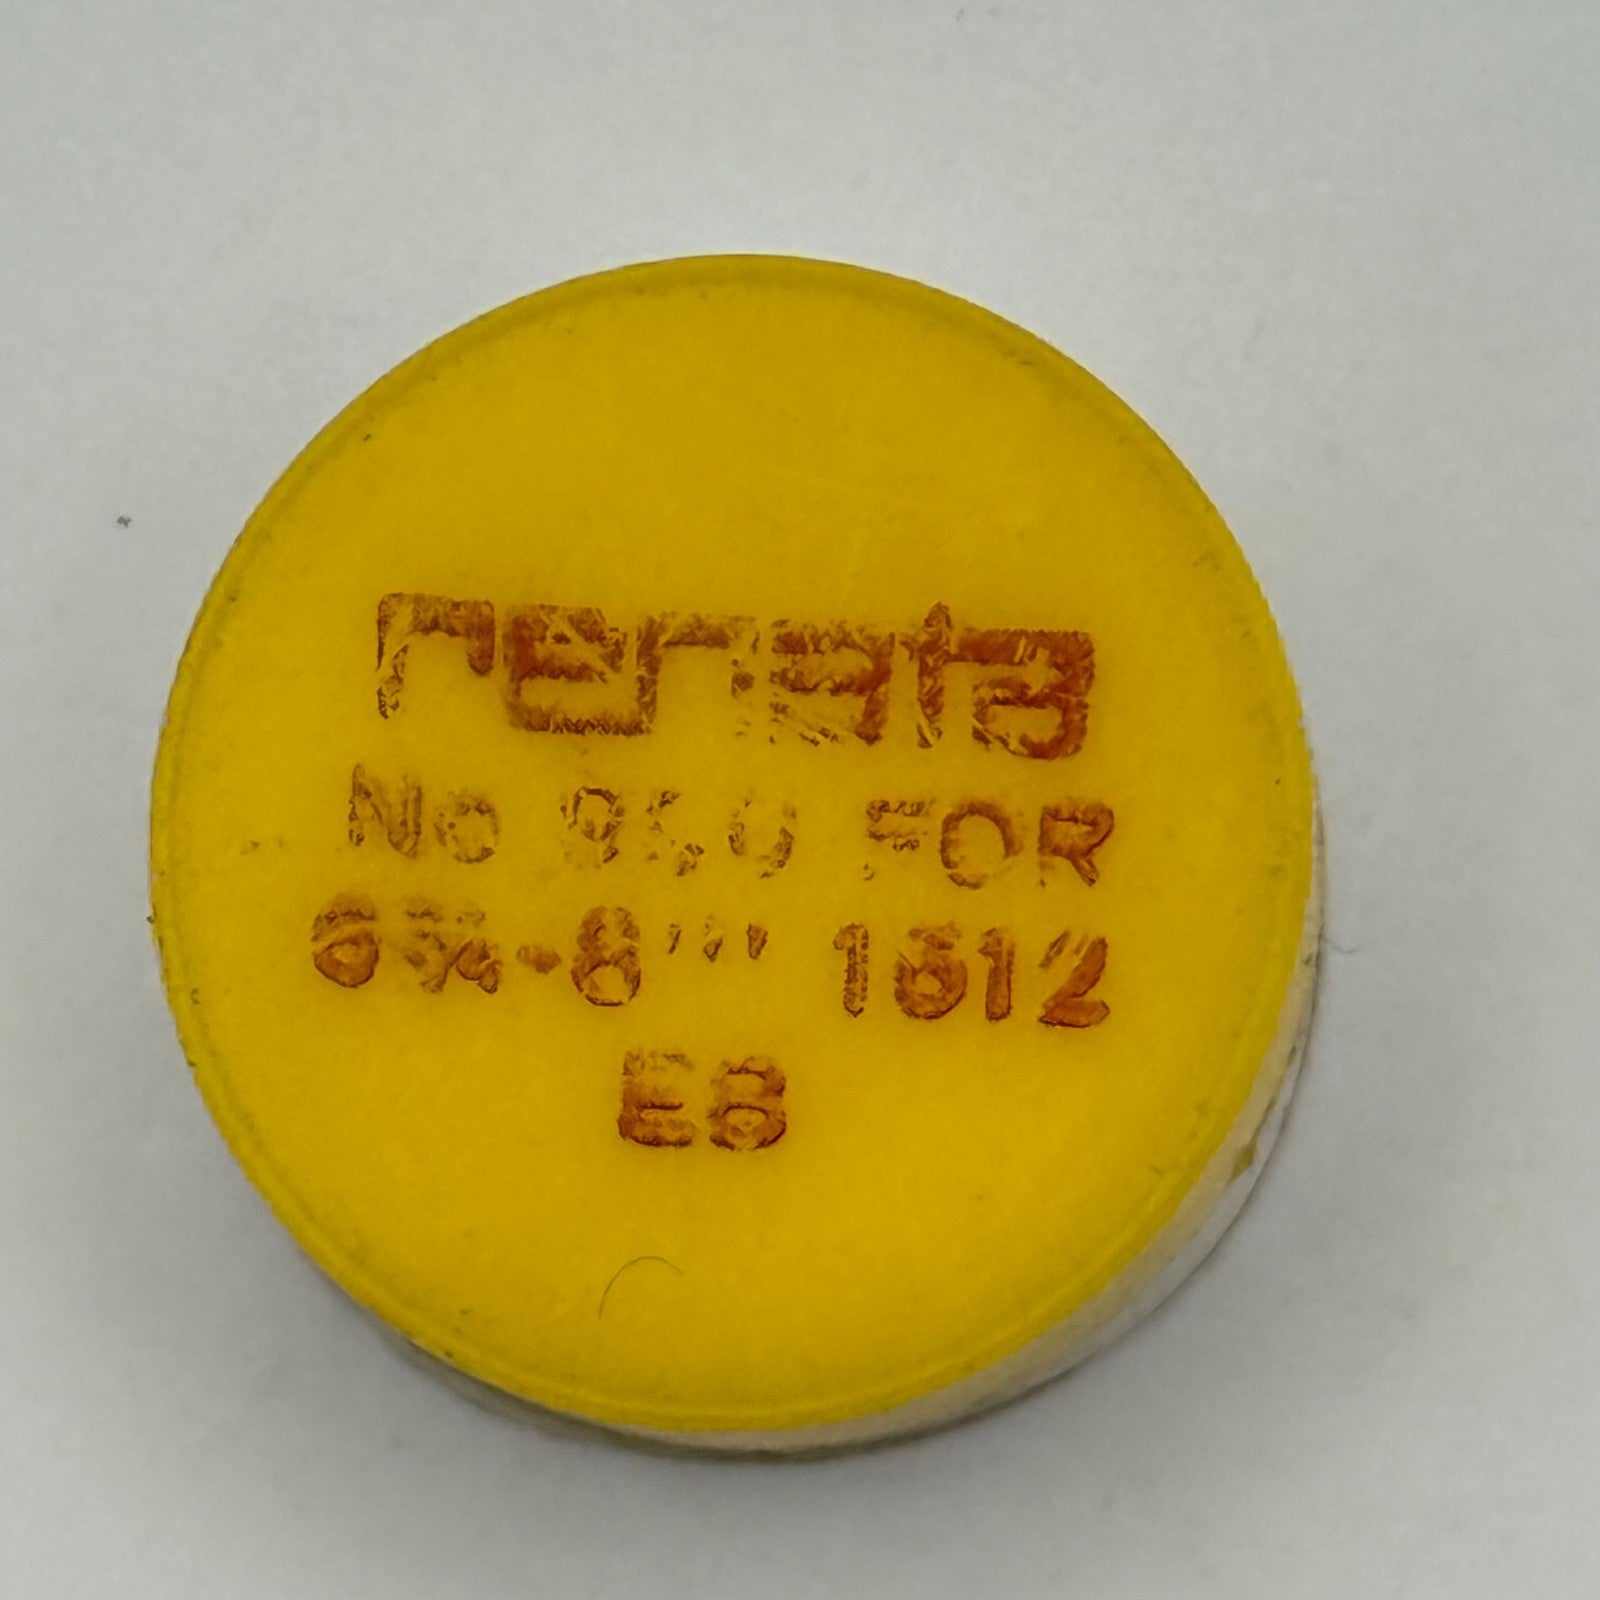 renata
No FOR
6¾-8''' 1612
E8